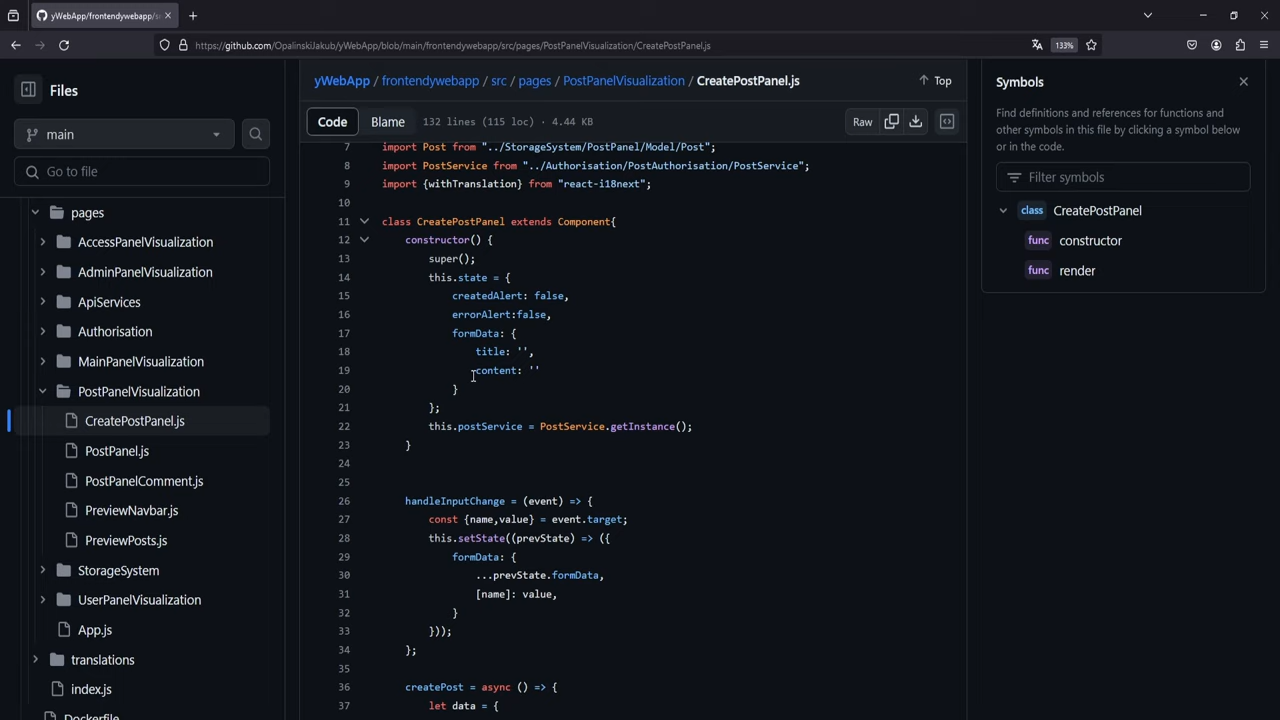 yWebApp/frontendywebapp/sr
https://github.com/OpalinskiJakub/yWebApp/blob/main/frontendywebapp/src/pages/PostPanelVisualization/CreatePostPanel.js
133%
Files
main
Go to file
pages
AccessPanelVisualization
AdminPanelVisualization
ApiServices
Authorisation
MainPanelVisualization
PostPanelVisualization
CreatePostPanel.js
PostPanel.js
PostPanelComment.js
PreviewNavbar.js
PreviewPosts.js
StorageSystem
UserPanelVisualization
App.js
translations
index.js
Dockerfile
yWebApp / frontendywebapp / src / pages / PostPanelVisualization / CreatePostPanel.js
Top
Code Blame 132 lines (115 loc) · 4.44 KB
Raw
7 import Post from "../StorageSystem/PostPanel/Model/Post";
8 import PostService from "../Authorisation/PostAuthorisation/PostService";
9 import {withTranslation} from "react-i18next";
10
11 class CreatePostPanel extends Component{
12 constructor() {
13 super();
14 this.state = {
15 createdAlert: false,
16 errorAlert:false,
17 formData: {
18 title: '',
19 content: ''
20 }
21 };
22 this.postService = PostService.getInstance();
23 }
24
25
26 handleInputChange = (event) => {
27 const {name,value} = event.target;
28 this.setState((prevState) => ({
29 formData: {
30 ...prevState.formData,
31 [name]: value,
32 }
33 }));
34 };
35
36 createPost = async () => {
37 let data = {
Symbols
Find definitions and references for functions and
other symbols in this file by clicking a symbol below
or in the code.
Filter symbols
class CreatePostPanel
func constructor
func render